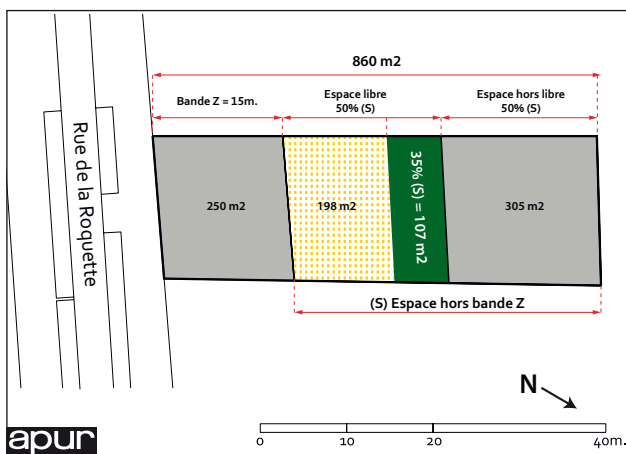 860 m2
Bande Z = 15m.
Espace libre
50% (S)
Espace hors libre
50% (S)
Rue de la Roquette
250 m2
198 m2
35% (S) = 107 m2
305 m2
(S) Espace hors bande Z
N
apur
0 10 20 40m.